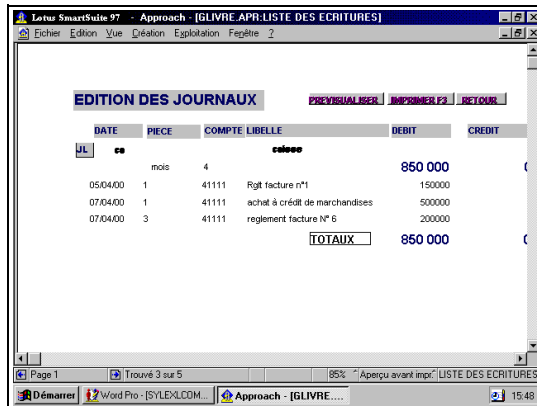 Lotus SmartSuite 97 - Approach - [GLIVRE.APR:LISTE DES ECRITURES]
Fichier Edition Vue Création Exploitation Fenêtre ?
EDITION DES JOURNAUX PREVISUALISER IMPRIMER F3 RETOUR
DATE PIECE COMPTE LIBELLE DEBIT CREDIT
JL ca caisse
mois 4 850 000
05/04/00 1 41111 Rglt facture n°1 150000
07/04/00 1 41111 achat à crédit de marchandises 500000
07/04/00 3 41111 reglement facture N° 6 200000
TOTAUX 850 000
Page 1 Trouvé 3 sur 5 85% Aperçu avant impr. LISTE DES ECRITURES
Démarrer Word Pro - [SYLEXLCOM... Approach - [GLIVRE.... 15:48